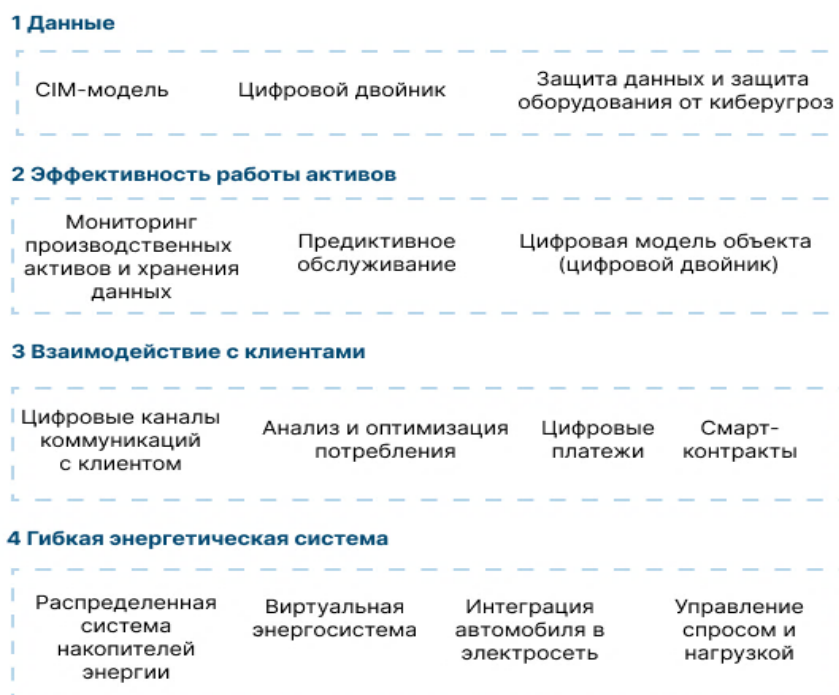 1 Данные
CIM-модель
Цифровой двойник
Защита данных и защита
оборудования от киберугроз
2 Эффективность работы активов
Мониторинг
производственных
активов и хранения
данных
Предиктивное
обслуживание
Цифровая модель объекта
(цифровой двойник)
3 Взаимодействие с клиентами
Цифровые каналы
коммуникаций
с клиентом
Анализ и оптимизация
потребления
Цифровые
платежи
Смарт-
контракты
4 Гибкая энергетическая система
Распределенная
система
накопителей
энергии
Виртуальная
энергосистема
Интеграция
автомобиля в
электросеть
Управление
спросом и
нагрузкой